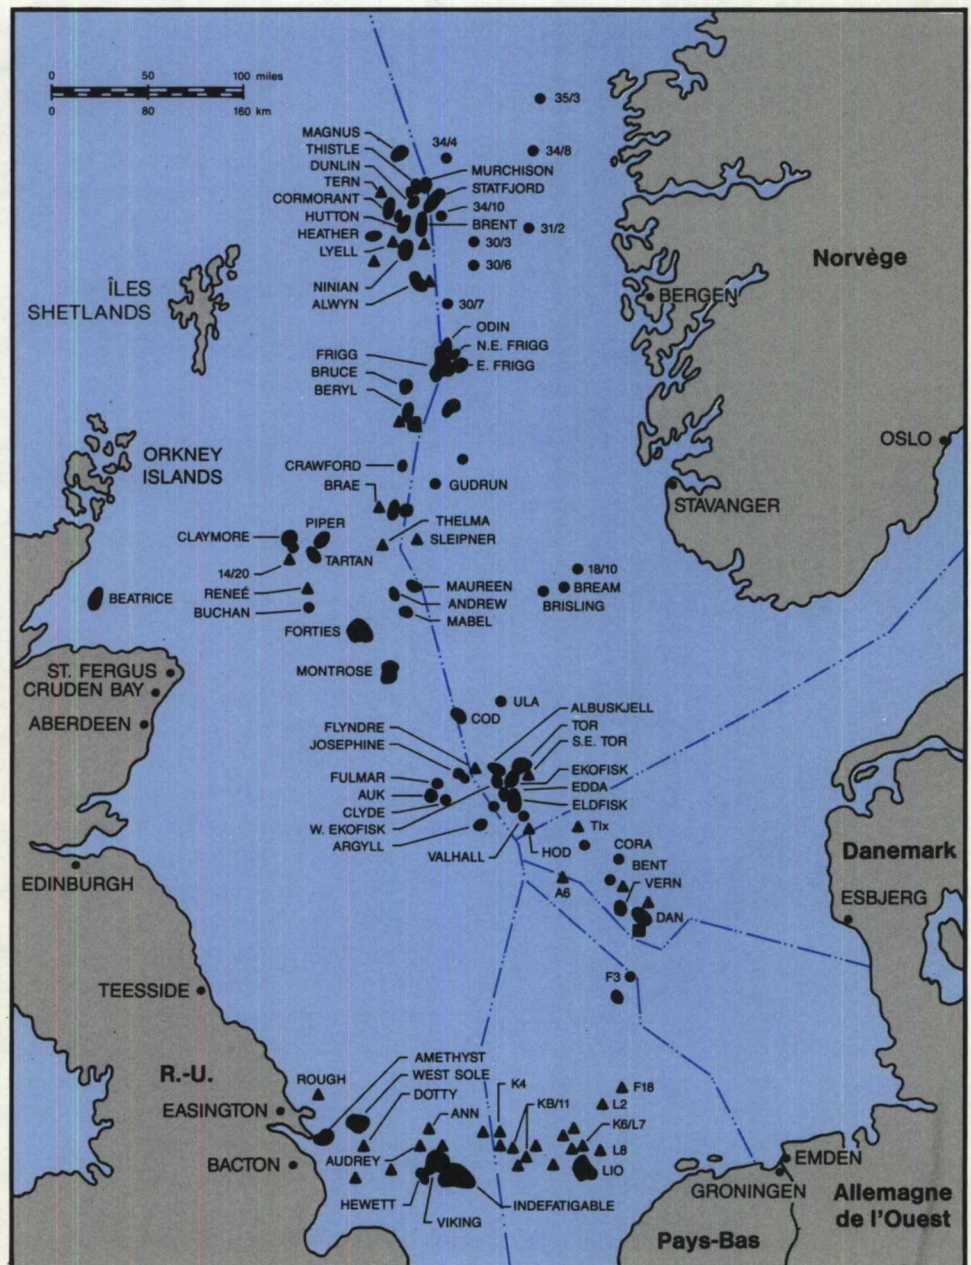 0 50 100 miles
0 80 160 km
35/3
MAGNUS
34/4
THISTLE
34/8
DUNLIN
MURCHISON
TERN
STATFJORD
CORMORANT
34/10
HUTTON
BRENT
31/2
HEATHER
30/3
LYELL
30/6
Norvège
ÎLES
SHETLANDS
NINIAN
ALWYN
30/7
BERGEN
ODIN
N.E. FRIGG
FRIGG
E. FRIGG
BRUCE
BERYL
OSLO
ORKNEY
ISLANDS
CRAWFORD
BRAE
GUDRUN
STAVANGER
PIPER
THELMA
CLAYMORE
SLEIPNER
TARTAN
14/20
18/10
RENEÉ
MAUREEN
BREAM
BEATRICE
ANDREW
BRISLING
BUCHAN
MABEL
FORTIES
ST. FERGUS
MONTROSE
CRUDEN BAY
ULA
ALBUSKJELL
ABERDEEN
COD
TOR
FLYNDRE
S.E. TOR
JOSEPHINE
EKOFISK
FULMAR
EDDA
AUK
ELDFISK
CLYDE
W. EKOFISK
TIx
ARGYLL
CORA
VALHALL
HOD
BENT
Danemark
EDINBURGH
A6
VERN
ESBJERG
DAN
F3
TEESSIDE
AMETHYST
R.-U.
WEST SOLE
ROUGH
K4
F18
DOTTY
KB/11
L2
EASINGTON
ANN
K6/L7
AUDREY
L8
BACTON
LIO
EMDEN
GRONINGEN
HEWETT
INDEFATIGABLE
VIKING
Allemagne
de l'Ouest
Pays-Bas